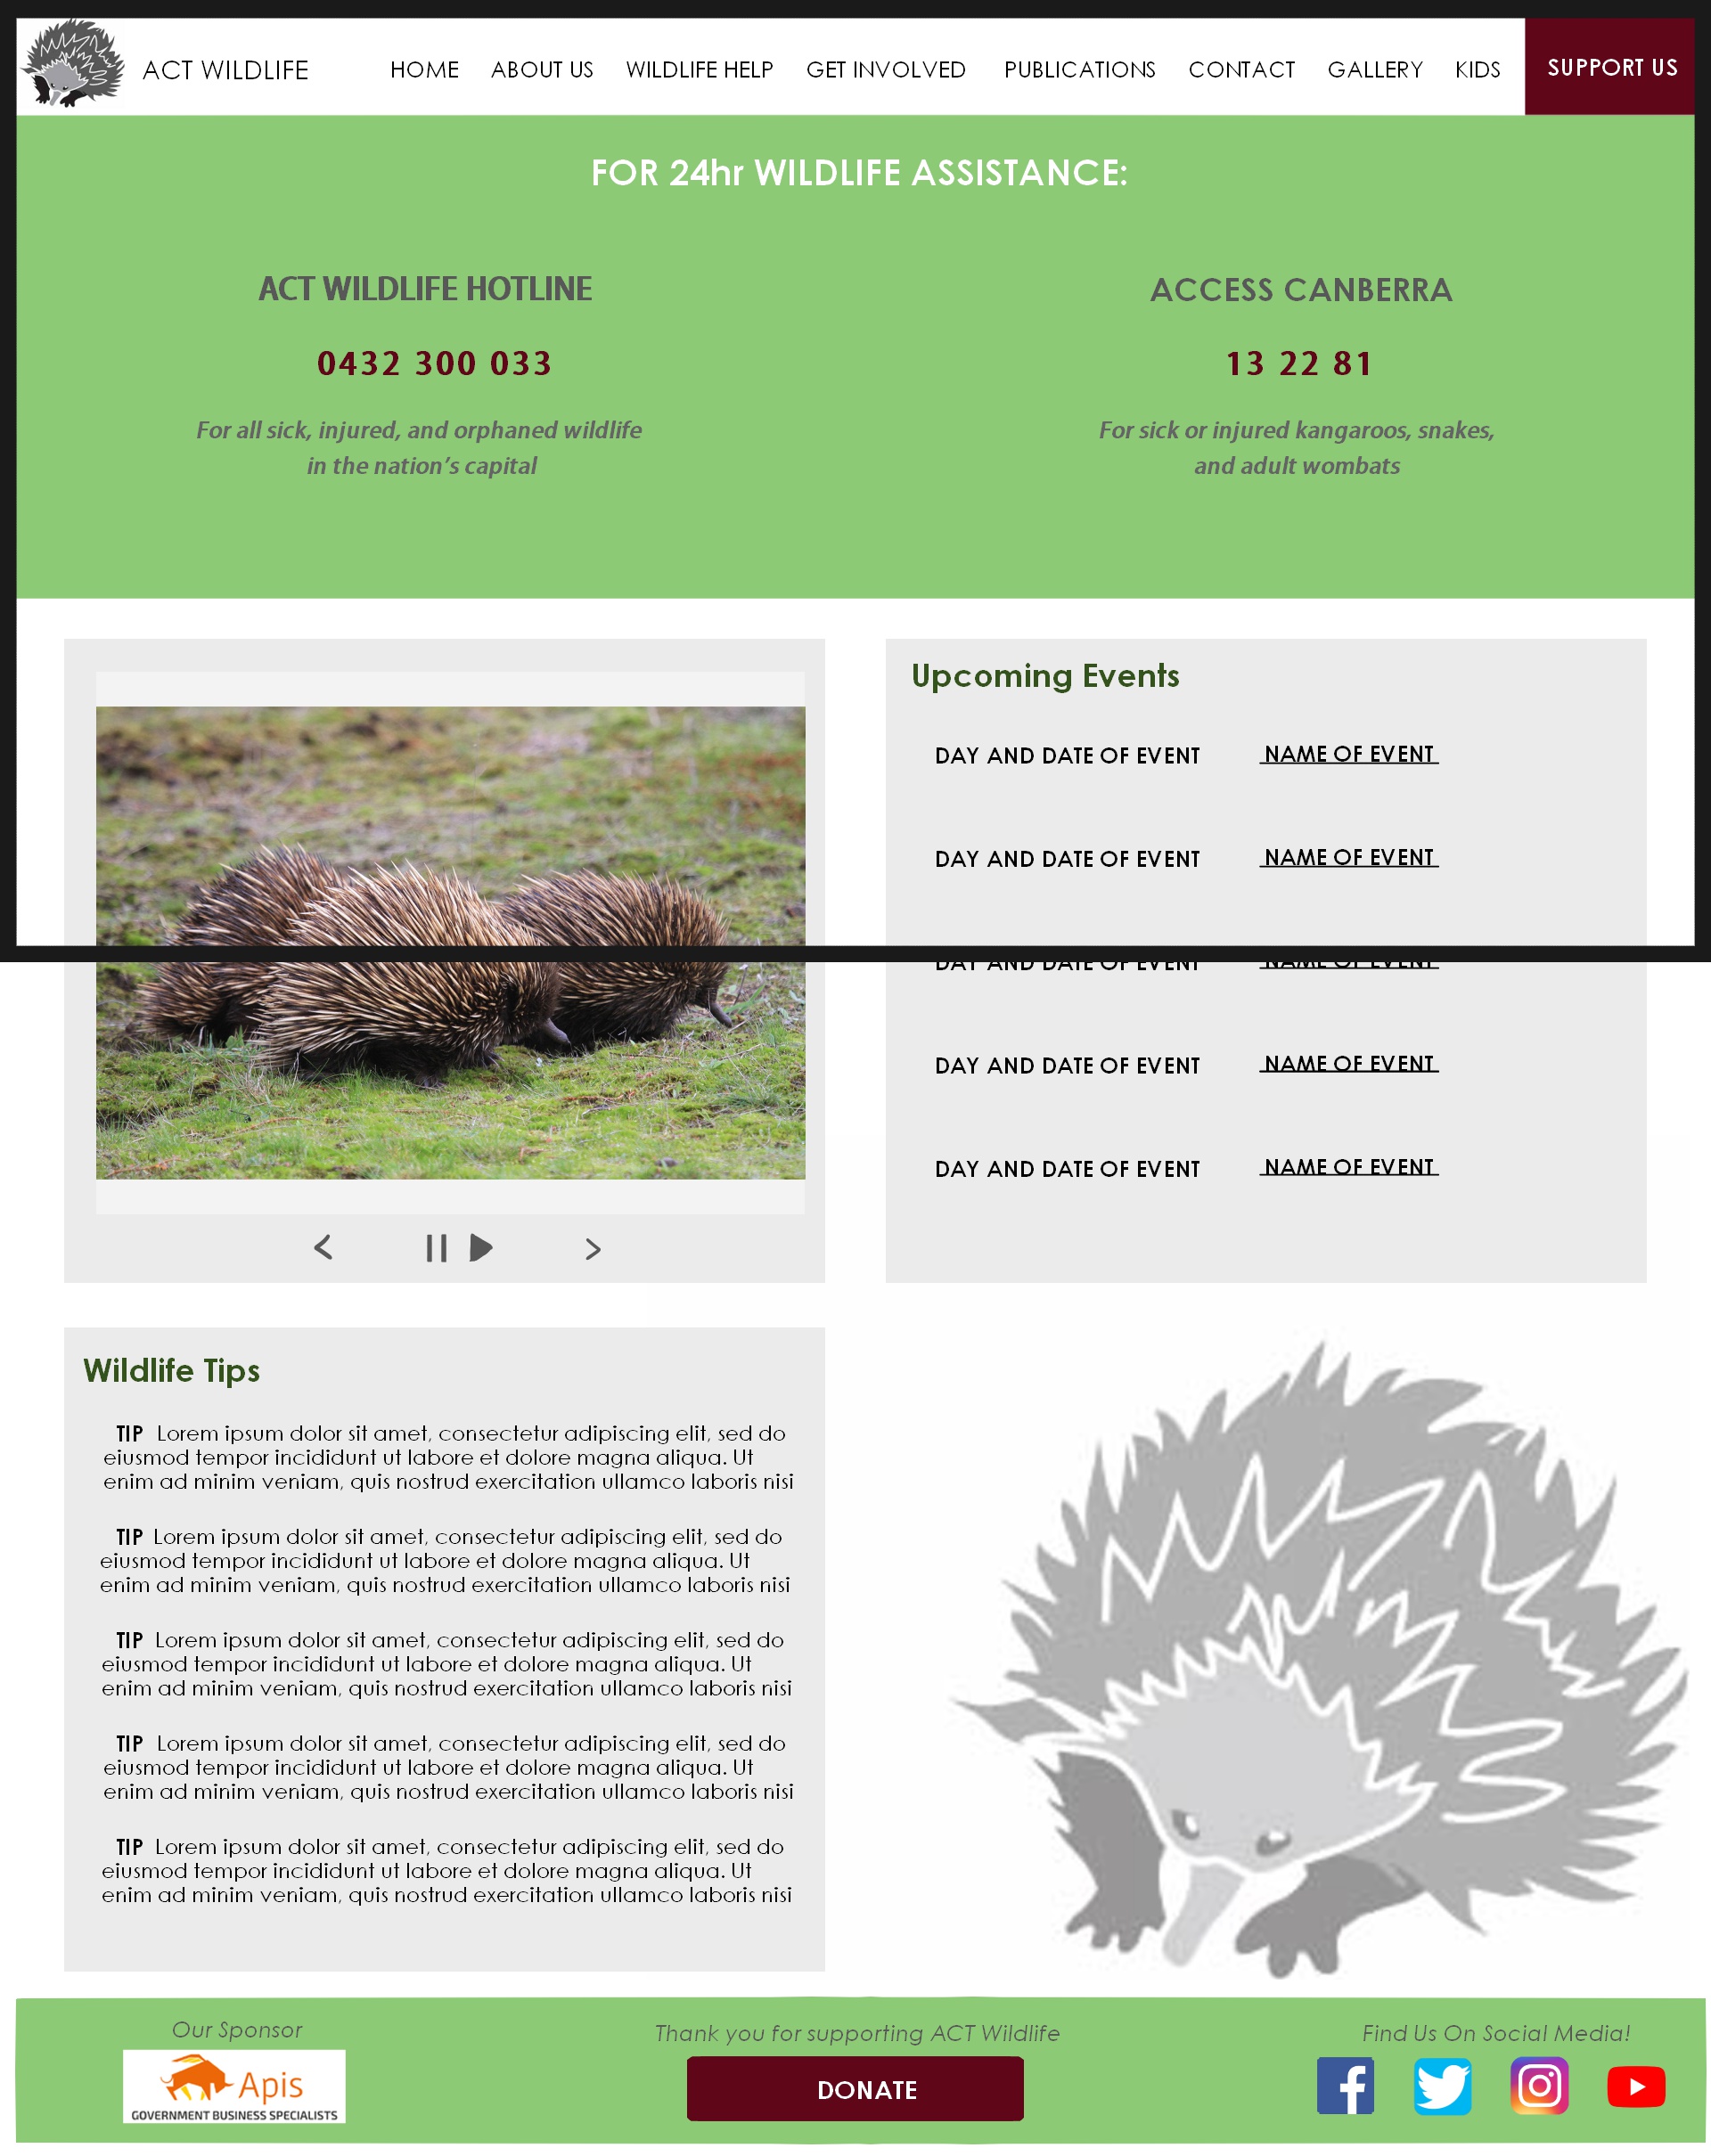 ACT WILDLIFE
HOME ABOUT US WILDLIFE HELP GET INVOLVED PUBLICATIONS CONTACT GALLERY KIDS SUPPORT US
FOR 24hr WILDLIFE ASSISTANCE:
ACT WILDLIFE HOTLINE
0432 300 033
For all sick, injured, and orphaned wildlife
in the nation’s capital
ACCESS CANBERRA
13 22 81
For sick or injured kangaroos, snakes,
and adult wombats
Upcoming Events
DAY AND DATE OF EVENT NAME OF EVENT
DAY AND DATE OF EVENT NAME OF EVENT
DAY AND DATE OF EVENT NAME OF EVENT
DAY AND DATE OF EVENT NAME OF EVENT
DAY AND DATE OF EVENT NAME OF EVENT
Wildlife Tips
TIP Lorem ipsum dolor sit amet, consectetur adipiscing elit, sed do
eiusmod tempor incididunt ut labore et dolore magna aliqua. Ut
enim ad minim veniam, quis nostrud exercitation ullamco laboris nisi
TIP Lorem ipsum dolor sit amet, consectetur adipiscing elit, sed do
eiusmod tempor incididunt ut labore et dolore magna aliqua. Ut
enim ad minim veniam, quis nostrud exercitation ullamco laboris nisi
TIP Lorem ipsum dolor sit amet, consectetur adipiscing elit, sed do
eiusmod tempor incididunt ut labore et dolore magna aliqua. Ut
enim ad minim veniam, quis nostrud exercitation ullamco laboris nisi
TIP Lorem ipsum dolor sit amet, consectetur adipiscing elit, sed do
eiusmod tempor incididunt ut labore et dolore magna aliqua. Ut
enim ad minim veniam, quis nostrud exercitation ullamco laboris nisi
TIP Lorem ipsum dolor sit amet, consectetur adipiscing elit, sed do
eiusmod tempor incididunt ut labore et dolore magna aliqua. Ut
enim ad minim veniam, quis nostrud exercitation ullamco laboris nisi
Our Sponsor
Apis
GOVERNMENT BUSINESS SPECIALISTS
Thank you for supporting ACT Wildlife
DONATE
Find Us On Social Media!